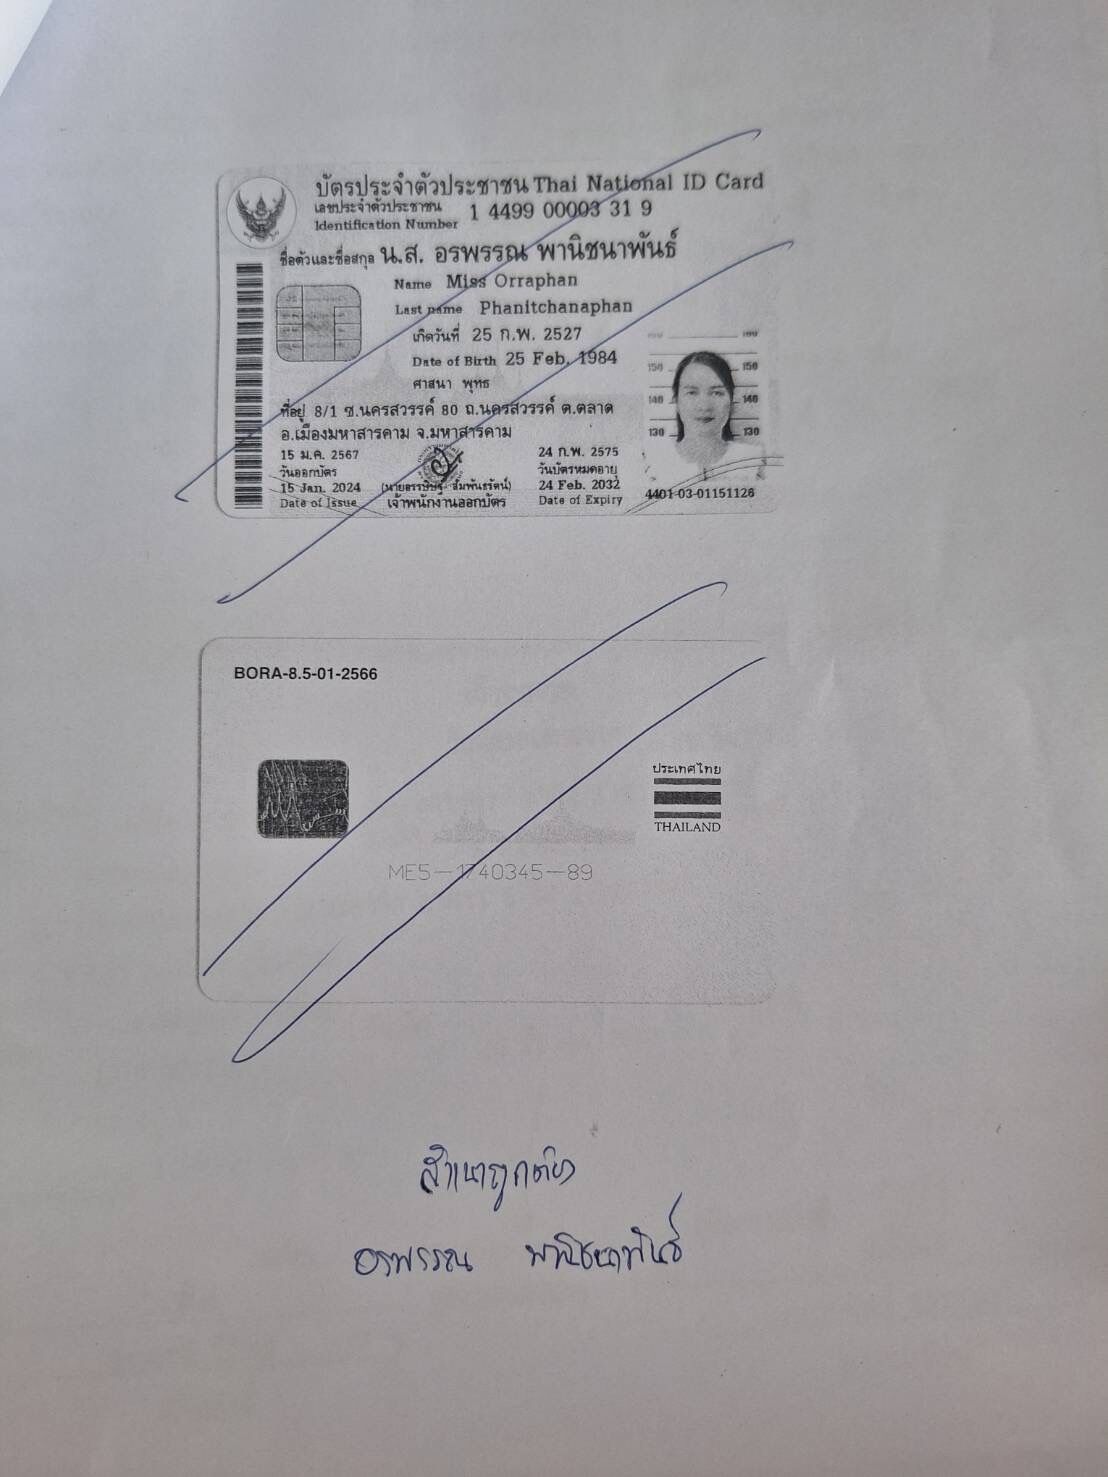 บัตรประจำตัวประชาชน Thai National ID Card
เลขประจำตัวประชาชน
Identification Number 1 4499 00003 31 9
ชื่อตัวและชื่อสกุล น.ส. อรพรรณ พานิชนาพันธ์
Name Miss Orraphan
Last name Phanitchanaphan
เกิดวันที่ 25 ก.พ. 2527
Date of Birth 25 Feb. 1984
ศาสนา พุทธ
ที่อยู่ 8/1 ซ.นครสวรรค์ 80 ถ.นครสวรรค์ ต.ตลาด
อ.เมืองมหาสารคาม จ.มหาสารคาม
15 ม.ค. 2567
วันออกบัตร
15 Jan. 2024
Date of Issue
เจ้าพนักงานออกบัตร
24 ก.พ. 2575
วันบัตรหมดอายุ
24 Feb. 2032
Date of Expiry
150 150
140 140
130 130
4401-03-01151126
BORA-8.5-01-2566
ประเทศไทย
THAILAND
ME5-1740345-89
สำเนาถูกต้อง
อรพรรณ พานิชนาพันธ์